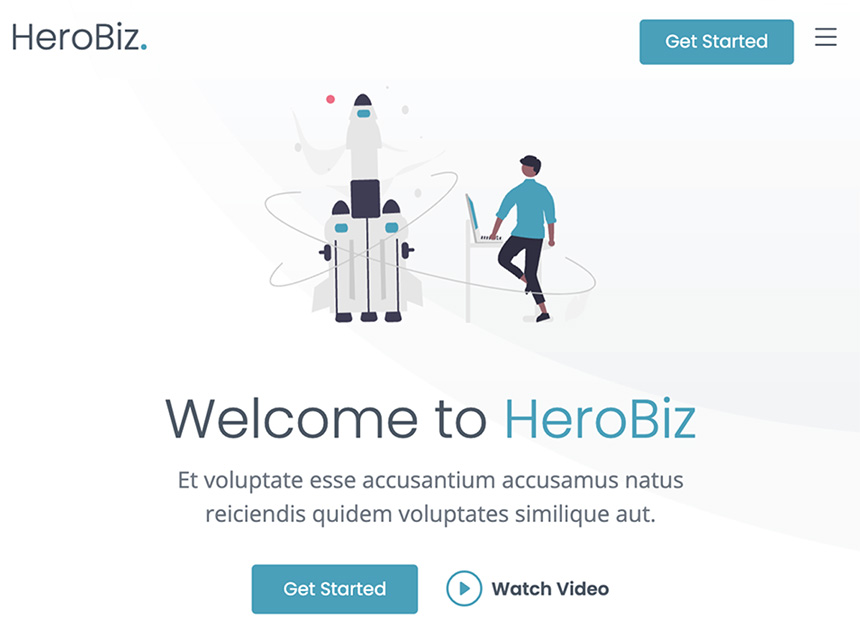 HeroBiz.
Get Started
Welcome to HeroBiz
Et voluptate esse accusantium accusamus natus
reiciendis quidem voluptates similique aut.
Get Started
Watch Video